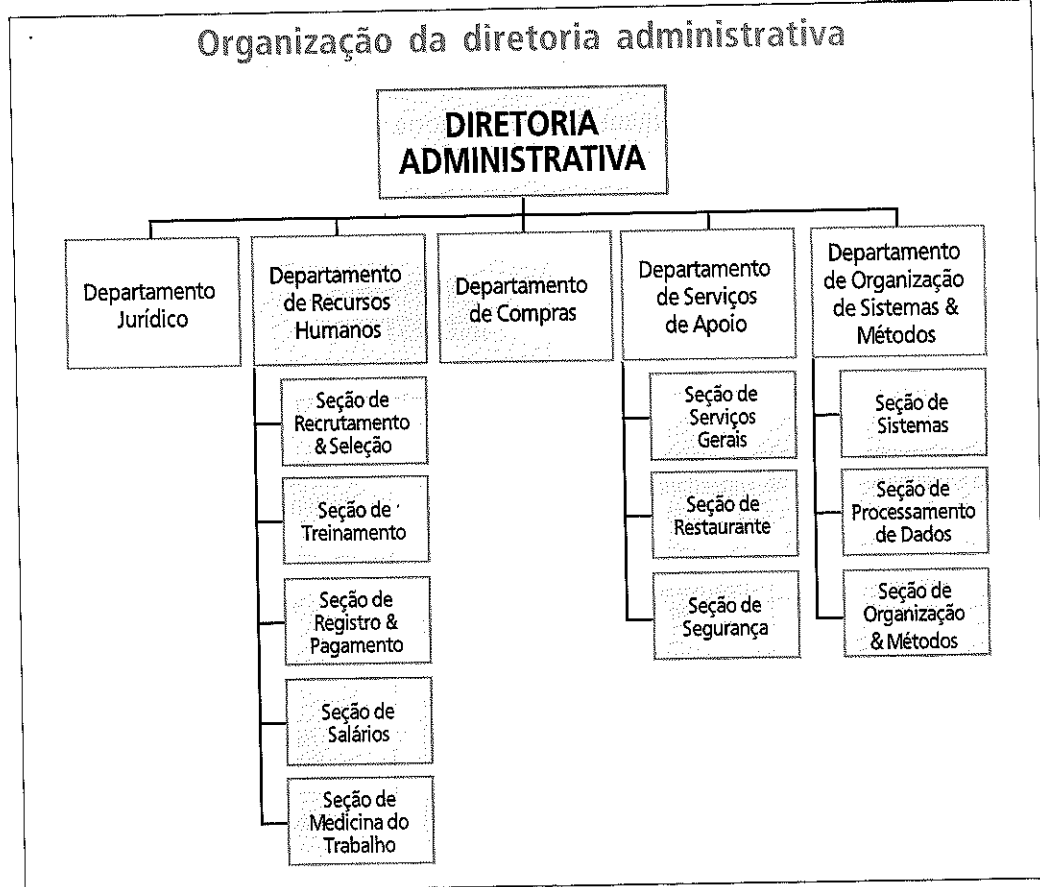 Organização da diretoria administrativa
DIRETORIA
ADMINISTRATIVA
Departamento
Jurídico
Departamento
de Recursos
Humanos
Departamento
de Compras
Departamento
de Serviços
de Apoio
Departamento
de Organização
de Sistemas &
Métodos
Seção de
Recrutamento
& Seleção
Seção de
Treinamento
Seção de
Registro &
Pagamento
Seção de
Salários
Seção de
Medicina do
Trabalho
Seção de
Serviços
Gerais
Seção de
Restaurante
Seção de
Segurança
Seção de
Sistemas
Seção de
Processamento
de Dados
Seção de
Organização
& Métodos